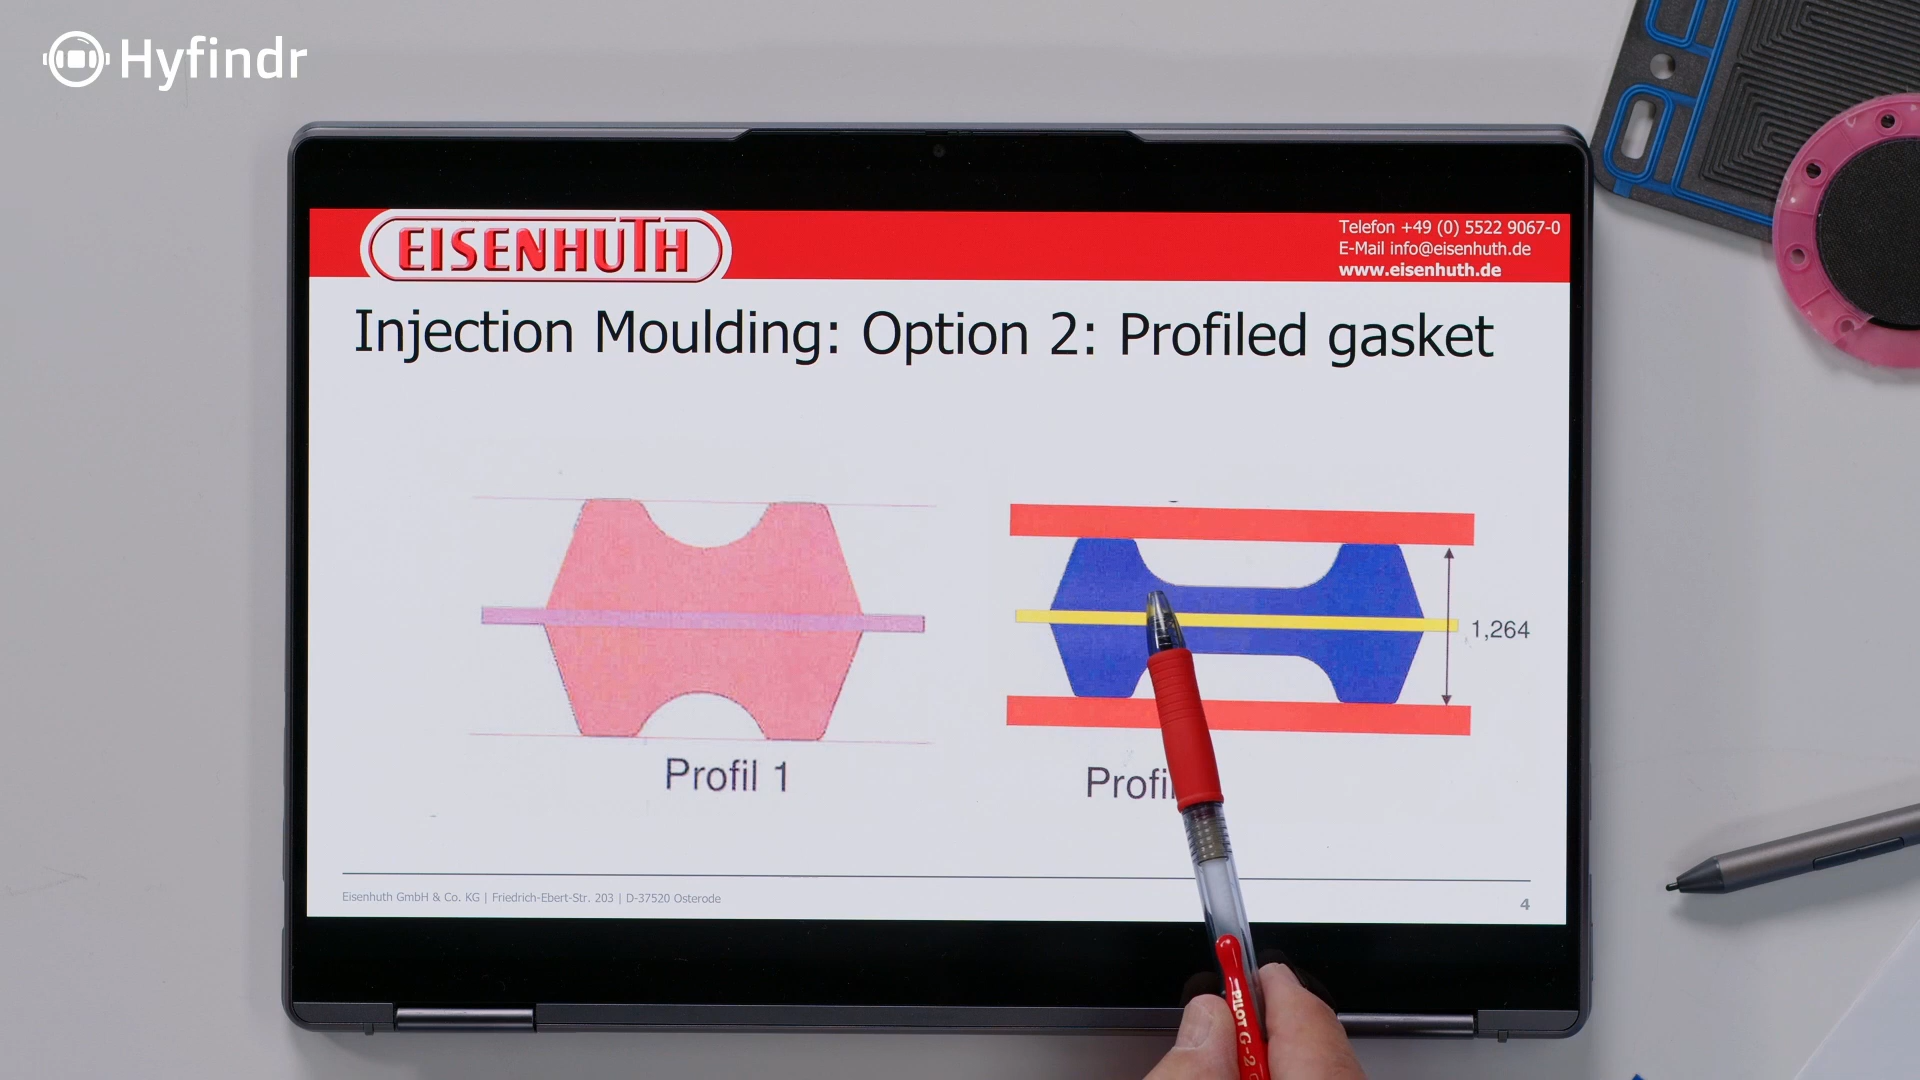 Hyfindr
EISENHUTH
Telefon +49 (0) 5522 9067-0
E-Mail info@eisenhuth.de
www.eisenhuth.de
Injection Moulding: Option 2: Profiled gasket
1,264
Profil 1
Profil
Eisenhuth GmbH & Co. KG | Friedrich-Ebert-Str. 203 | D-37520 Osterode
4
PILOT G-2